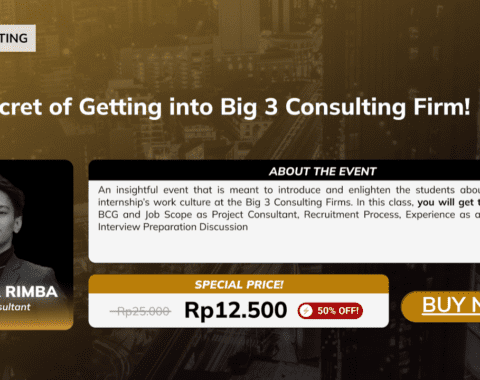 TING
cret of Getting into Big 3 Consulting Firm!
ABOUT THE EVENT
An insightful event that is meant to introduce and enlighten the students abou
internship's work culture at the Big 3 Consulting Firms. In this class, you will get t
BCG and Job Scope as Project Consultant, Recruitment Process, Experience as a
Interview Preparation Discussion
RIMBA
sultant
SPECIAL PRICE!
Rp25.000 Rp12.500 50% OFF!
BUY N